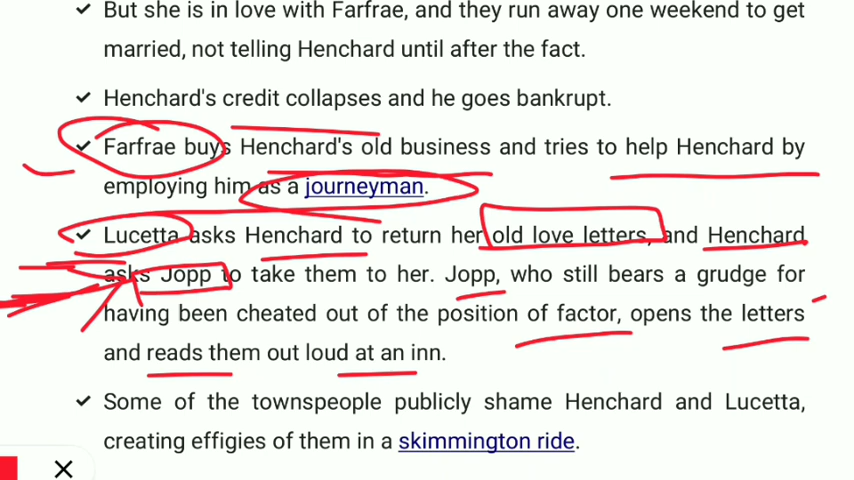 ✔ But she is in love with Farfrae, and they run away one weekend to get
married, not telling Henchard until after the fact.
✔ Henchard's credit collapses and he goes bankrupt.
✔ Farfrae buys Henchard's old business and tries to help Henchard by
employing him as a journeyman.
✔ Lucetta asks Henchard to return her old love letters, and Henchard
asks Jopp to take them to her. Jopp, who still bears a grudge for
having been cheated out of the position of factor, opens the letters
and reads them out loud at an inn.
✔ Some of the townspeople publicly shame Henchard and Lucetta,
creating effigies of them in a skimmington ride.